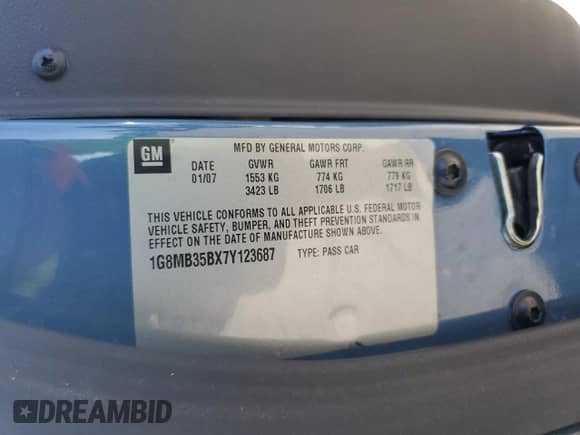 MFD BY GENERAL MOTORS CORP.
GM
DATE GVWR GAWR FRT GAWR RR
01/07 1553 KG 774 KG 779 KG
3423 LB 1706 LB 1717 LB
THIS VEHICLE CONFORMS TO ALL APPLICABLE U.S. FEDERAL MOTOR
VEHICLE SAFETY, BUMPER, AND THEFT PREVENTION STANDARDS IN
EFFECT ON THE DATE OF MANUFACTURE SHOWN ABOVE.
1G8MB35BX7Y123687 TYPE: PASS CAR
DREAMBID